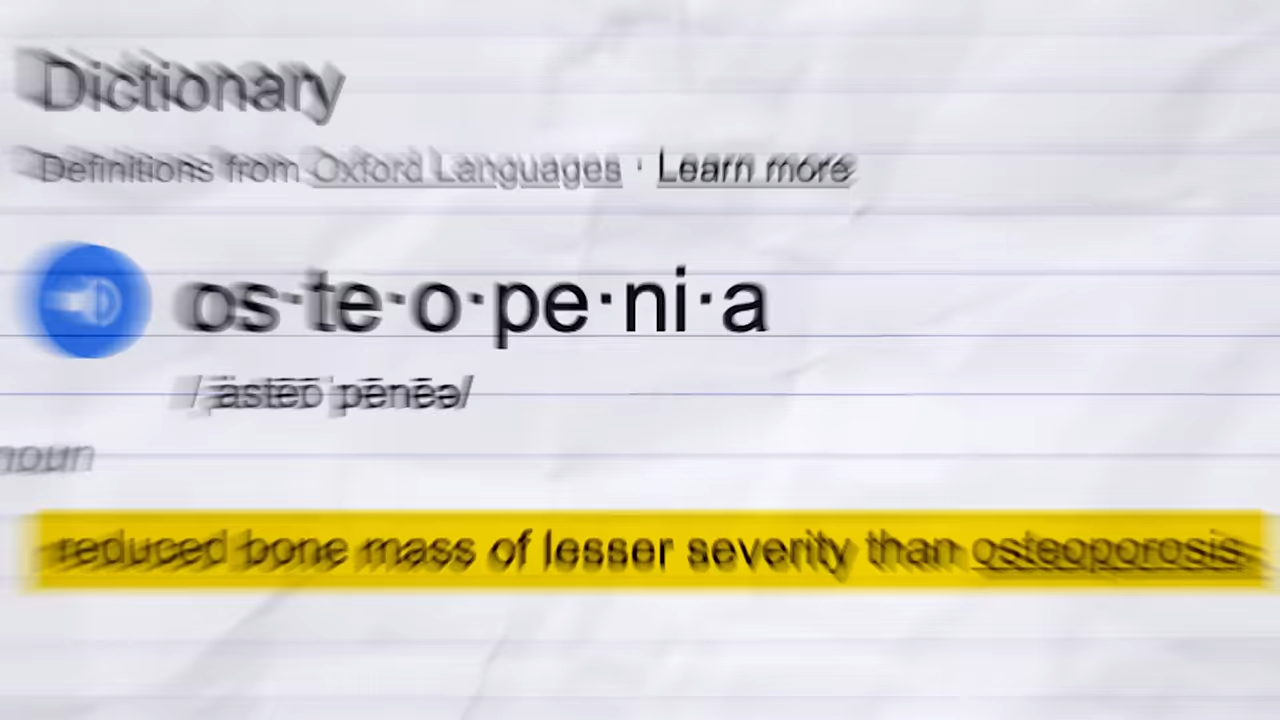 Dictionary
Definitions from Oxford Languages · Learn more
os·te·o·pe·ni·a
/ˌästēōˈpēnēə/
noun
reduced bone mass of lesser severity than osteoporosis.